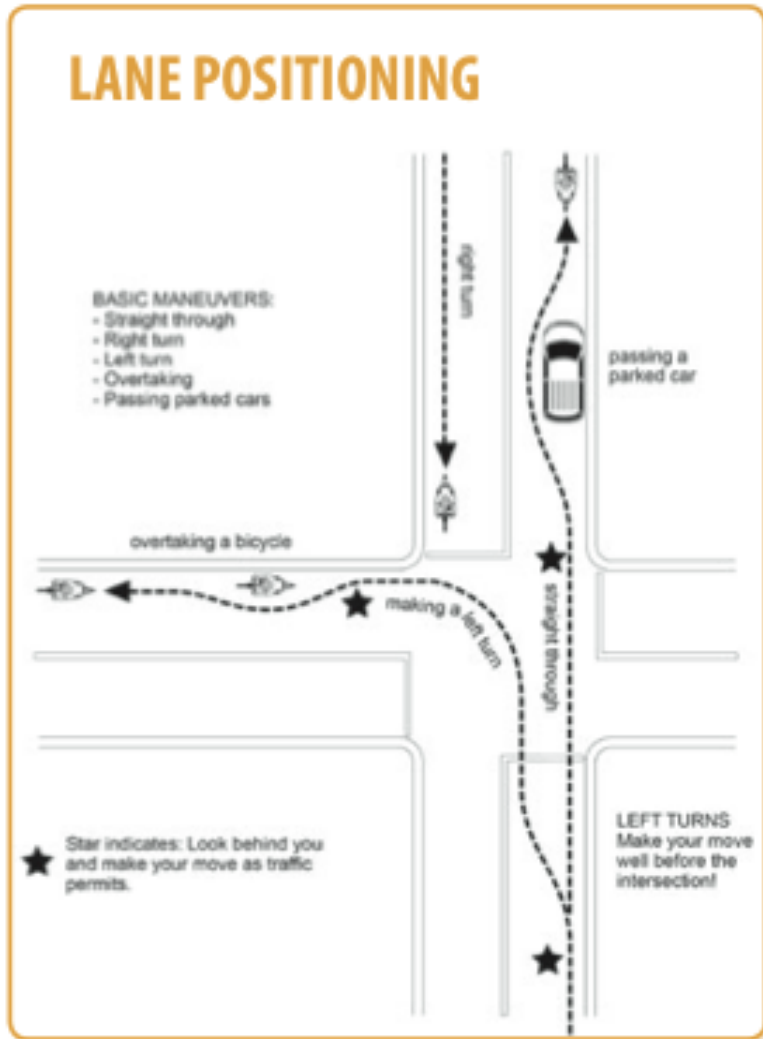 LANE POSITIONING
BASIC MANEUVERS:
- Straight through
- Right turn
- Left turn
- Overtaking
- Passing parked cars
right turn
passing a
parked car
overtaking a bicycle
making a left turn
straight through
Star indicates: Look behind you
and make your move as traffic
permits.
LEFT TURNS
Make your move
well before the
intersection!